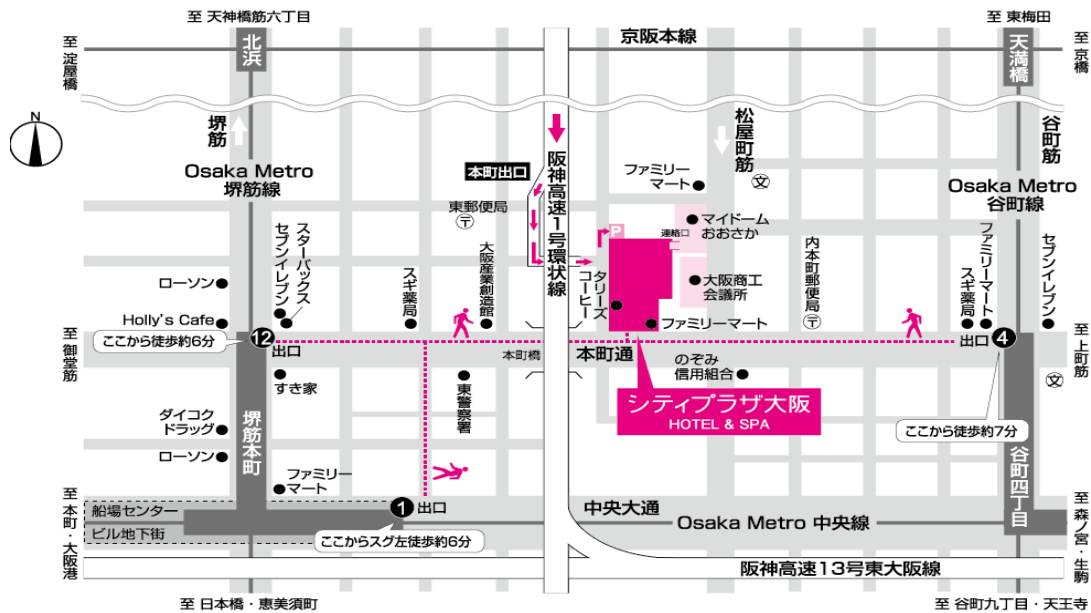 至 天神橋筋六丁目
至 東梅田
至 淀屋橋
北浜
京阪本線
天満橋
至 京橋
N
堺筋
Osaka Metro
堺筋線
本町出口
阪神高速1号環状線
松屋町筋
谷町筋
Osaka Metro
谷町線
ファミリー
マート
文
東郵便局
〒
P
連絡口
マイドーム
おおさか
大阪商工
会議所
内本町郵便局
〒
ローソン
セブンイレブン
スターバックス
スギ薬局
大阪産業創造館
タリーズ
コーヒー
ファミリーマート
スギ薬局
ファミリーマート
セブンイレブン
Holly's Cafe
ここから徒歩約6分
12
出口
至 御堂筋
本町橋
本町通
出口
4
至 上町筋
すき家
東警察署
のぞみ
信用組合
文
シティプラザ大阪
HOTEL & SPA
ここから徒歩約7分
ダイコク
ドラッグ
ローソン
堺筋本町
ファミリー
マート
谷町四丁目
至 本町・大阪港
船場センター
ビル地下街
1
出口
ここからスグ左徒歩約6分
中央大通
Osaka Metro 中央線
至 森ノ宮・生駒
阪神高速13号東大阪線
至 日本橋・恵美須町
至 谷町九丁目・天王寺